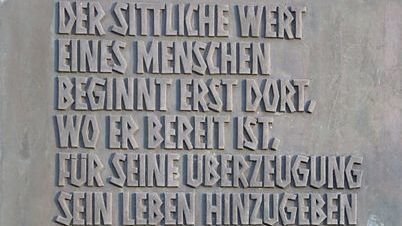 DER SITTLICHE WERT
EINES MENSCHEN
BEGINNT ERST DORT,
WO ER BEREIT IST,
FÜR SEINE ÜBERZEUGUNG
SEIN LEBEN HINZUGEBEN